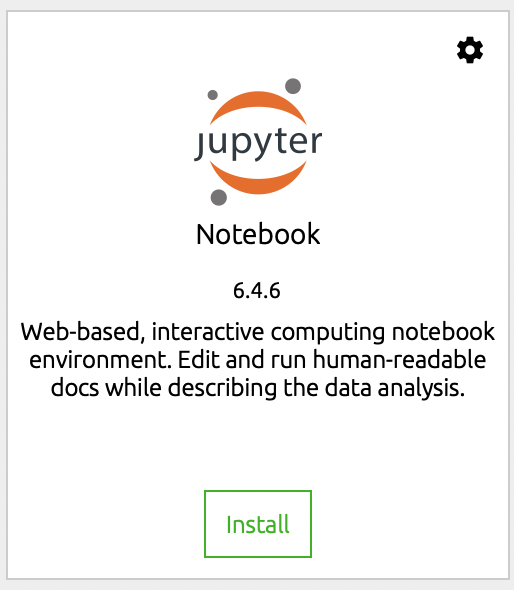 jupyter
Notebook
6.4.6
Web-based, interactive computing notebook
environment. Edit and run human-readable
docs while describing the data analysis.
Install